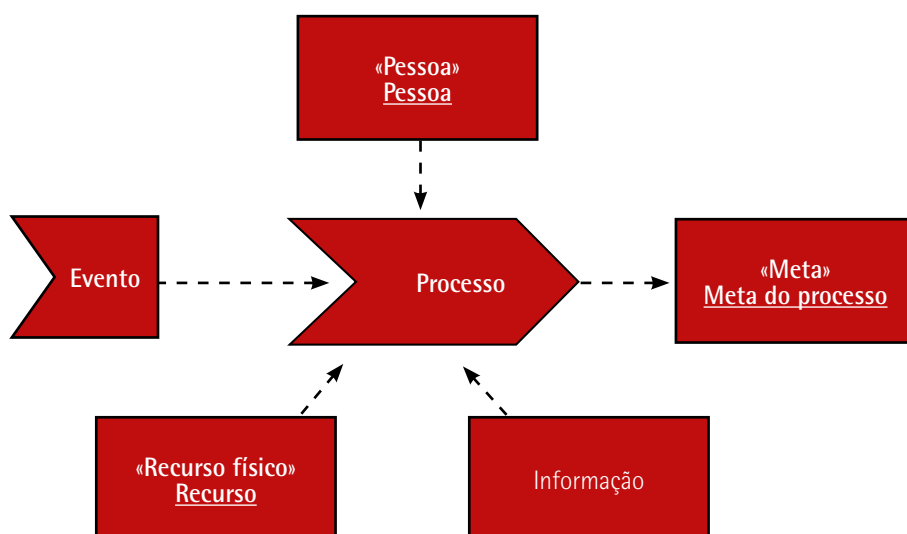 «Pessoa»
Pessoa
Evento
Processo
«Meta»
Meta do processo
«Recurso físico»
Recurso
Informação